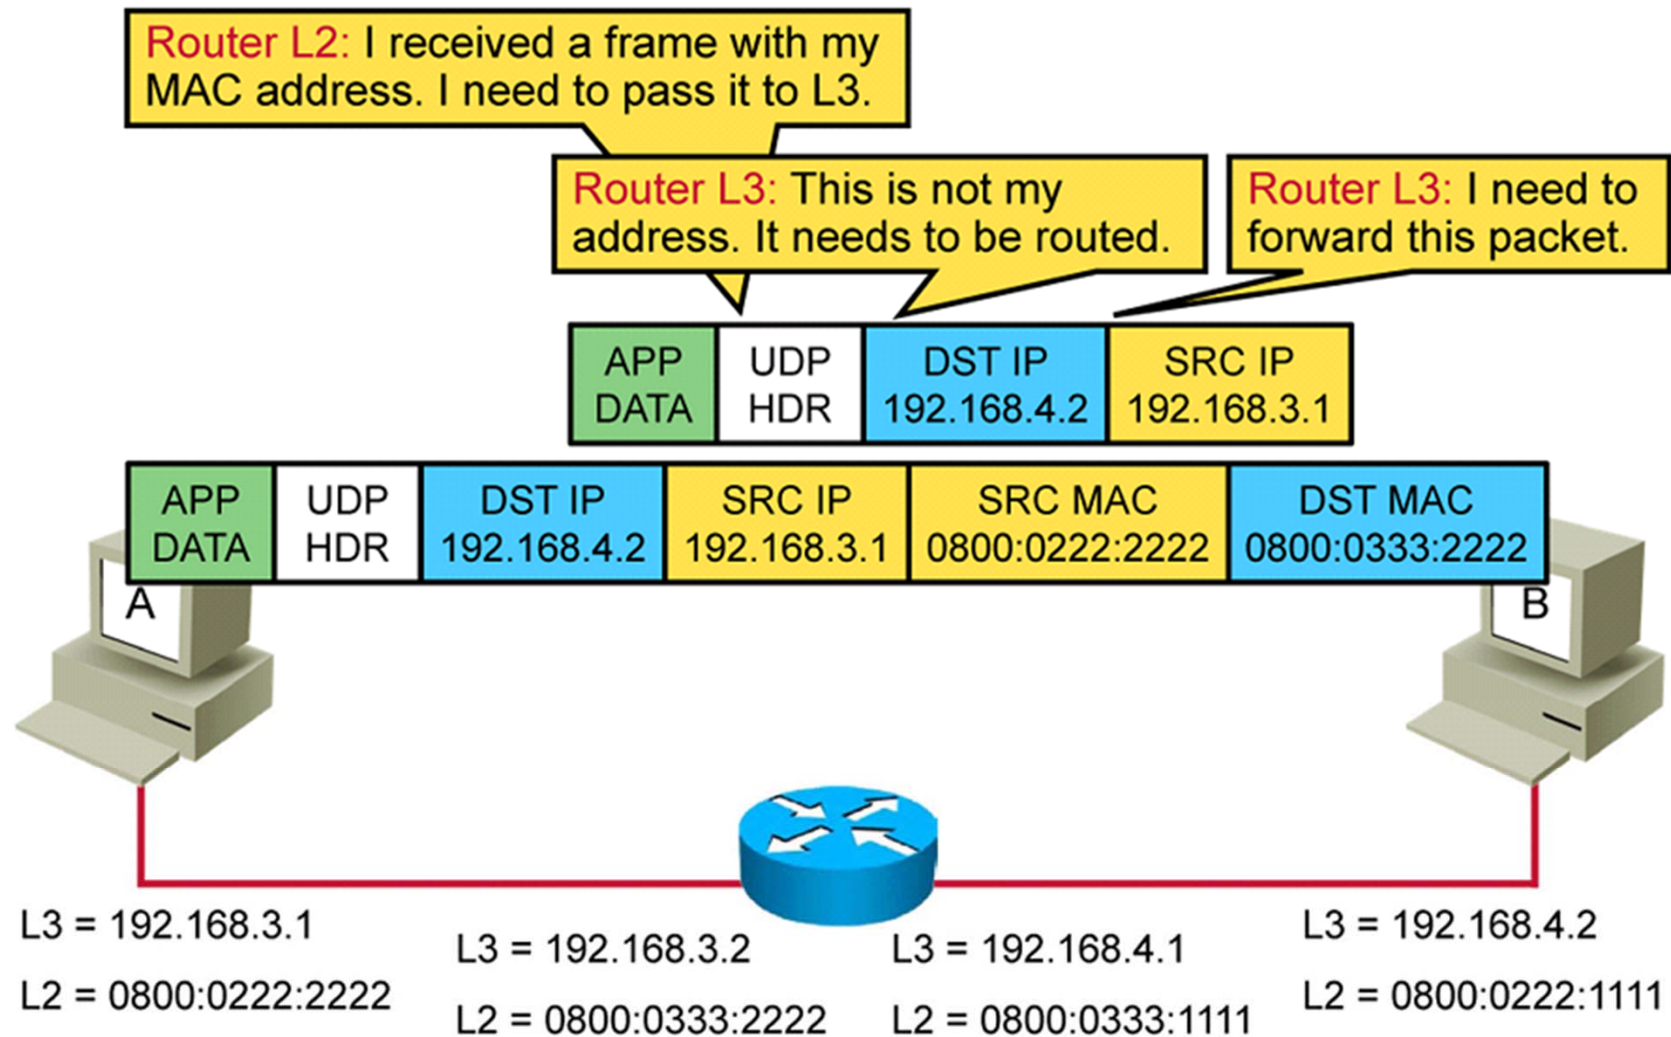 Router L2: I received a frame with my
MAC address. I need to pass it to L3.
Router L3: This is not my
address. It needs to be routed.
Router L3: I need to
forward this packet.
APP
DATA
UDP
HDR
DST IP
192.168.4.2
SRC IP
192.168.3.1
APP
DATA
UDP
HDR
DST IP
192.168.4.2
SRC IP
192.168.3.1
SRC MAC
0800:0222:2222
DST MAC
0800:0333:2222
A
B
L3 = 192.168.3.1
L2 = 0800:0222:2222
L3 = 192.168.3.2
L2 = 0800:0333:2222
L3 = 192.168.4.1
L2 = 0800:0333:1111
L3 = 192.168.4.2
L2 = 0800:0222:1111